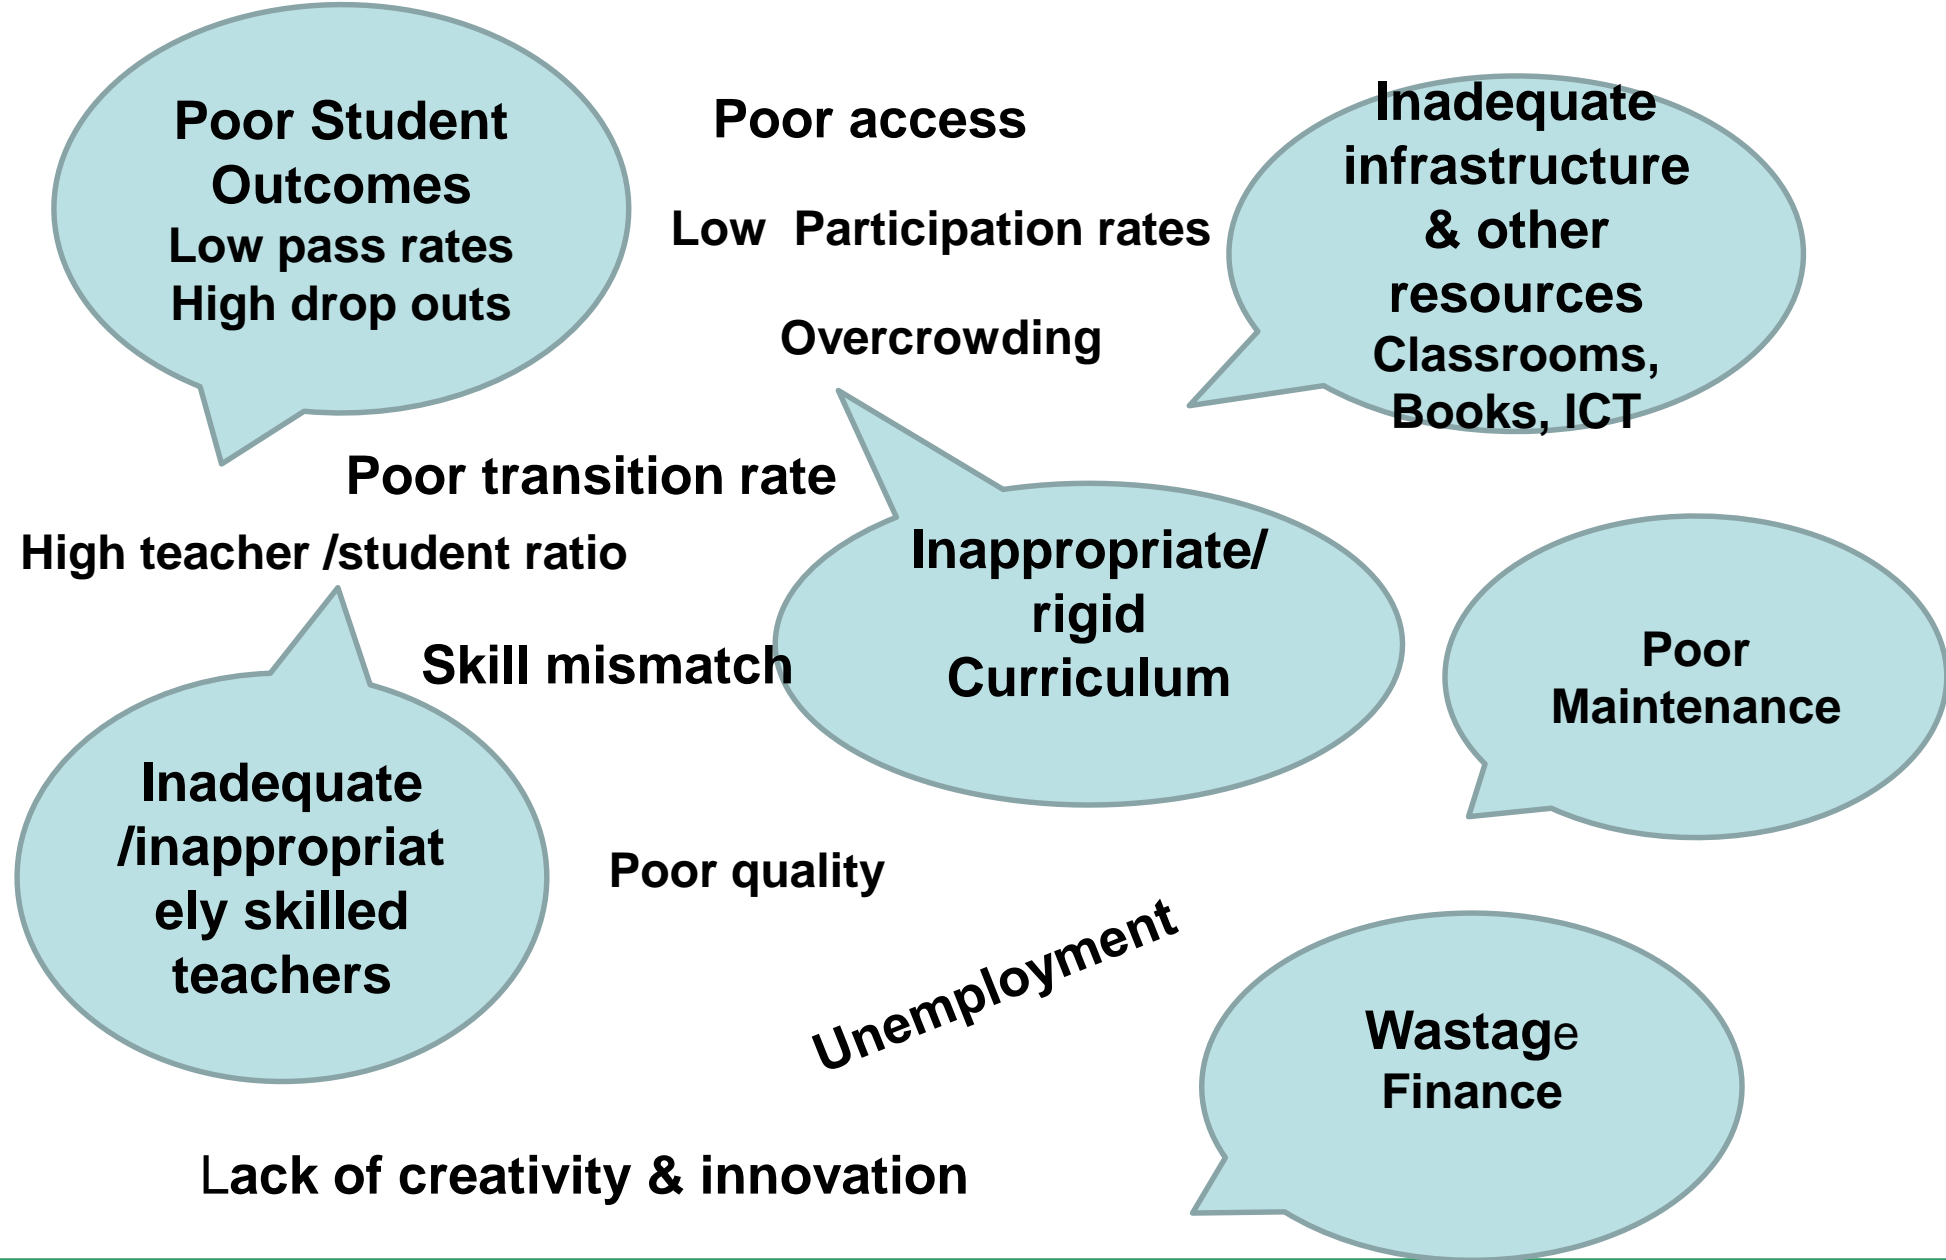 Poor Student
Outcomes
Low pass rates
High drop outs
Poor access
Low  Participation rates
Overcrowding
Inadequate
infrastructure
& other
resources
Classrooms,
Books, ICT
Poor transition rate
High teacher /student ratio
Skill mismatch
Inappropriate/
rigid
Curriculum
Poor
Maintenance
Inadequate
/inappropriat
ely skilled
teachers
Poor quality
Unemployment
Wastage
Finance
Lack of creativity & innovation